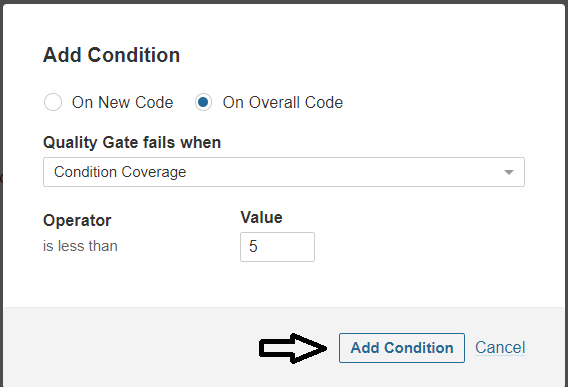 Add Condition
On New Code On Overall Code
Quality Gate fails when
Condition Coverage
Operator Value
is less than 5
Add Condition Cancel